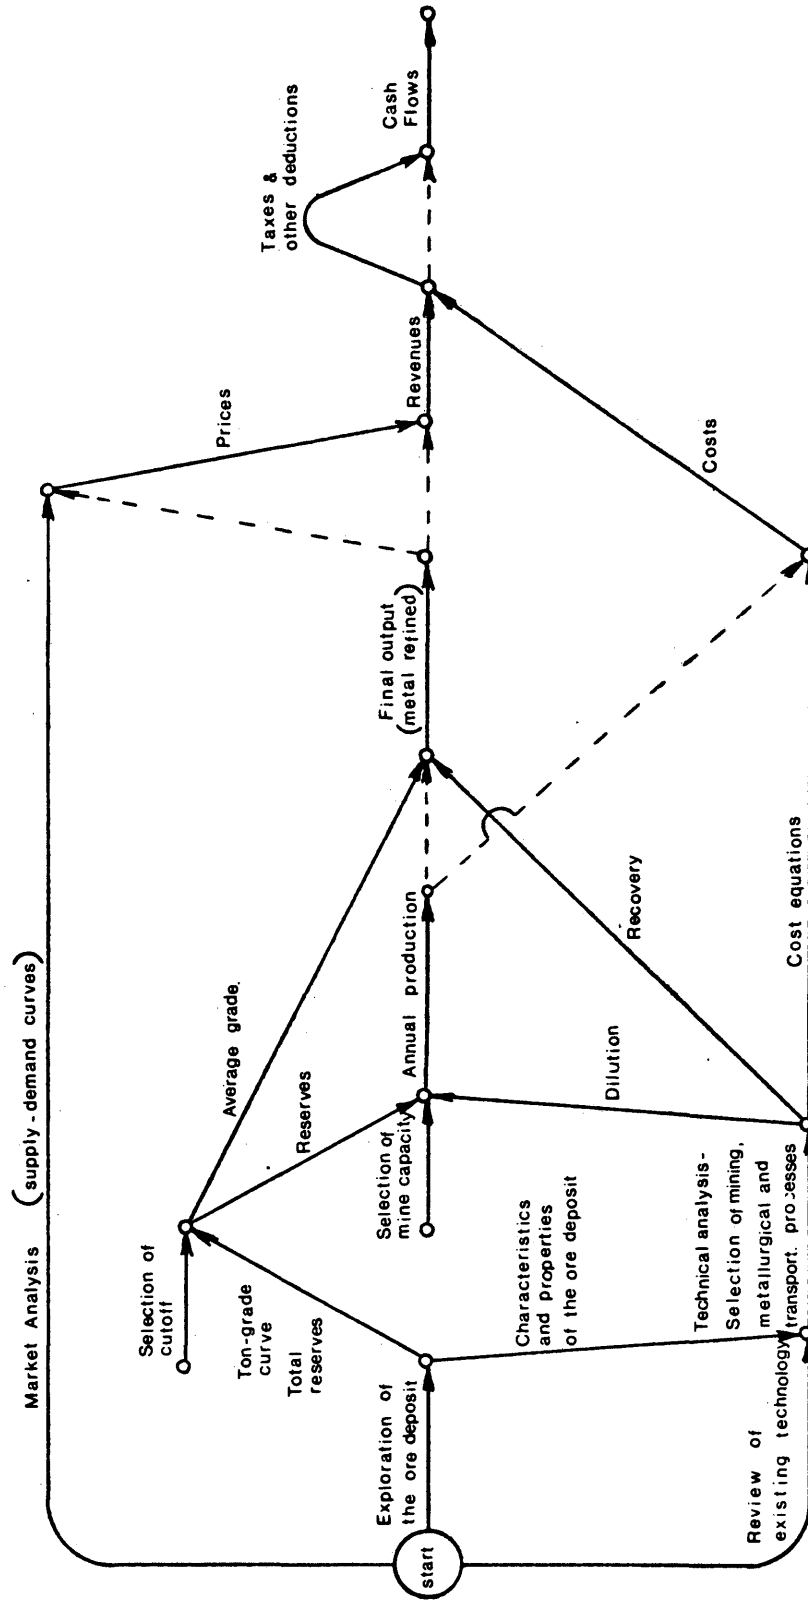 Market Analysis (supply-demand curves)
Selection of
cutoff
Ton-grade
curve
Total
reserves
Average grade
Reserves
Prices
Taxes &
other deductions
start
Exploration of
the ore deposit
Selection of
mine capacity
Annual production
Final output
(metal refined)
Revenues
Cash
Flows
Characteristics
and properties
of the ore deposit
Dilution
Recovery
Costs
Review of
existing technology
Technical analysis-
Selection of mining,
metallurgical and
transport. processes
Cost equations